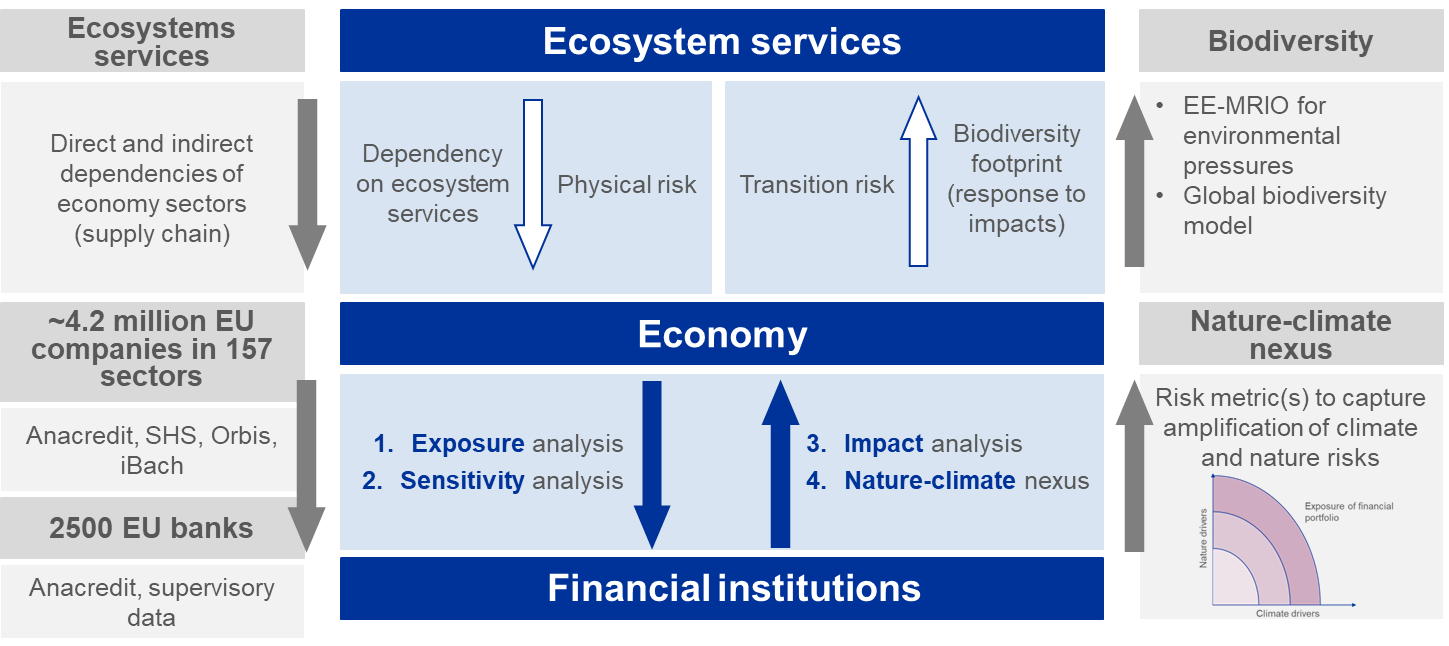 Ecosystems
services
Direct and indirect
dependencies of
economy sectors
(supply chain)
~4.2 million EU
companies in 157
sectors
Anacredit, SHS, Orbis,
iBach
2500 EU banks
Anacredit, supervisory
data
Ecosystem services
Dependency
on ecosystem
services
Physical risk
Transition risk
Biodiversity
footprint
(response to
impacts)
Economy
1. Exposure analysis
2. Sensitivity analysis
3. Impact analysis
4. Nature-climate nexus
Financial institutions
Biodiversity
• EE-MRIO for
environmental
pressures
• Global biodiversity
model
Nature-climate
nexus
Risk metric(s) to capture
amplification of climate
and nature risks
Exposure of financial
portfolio
Nature drivers
Climate drivers